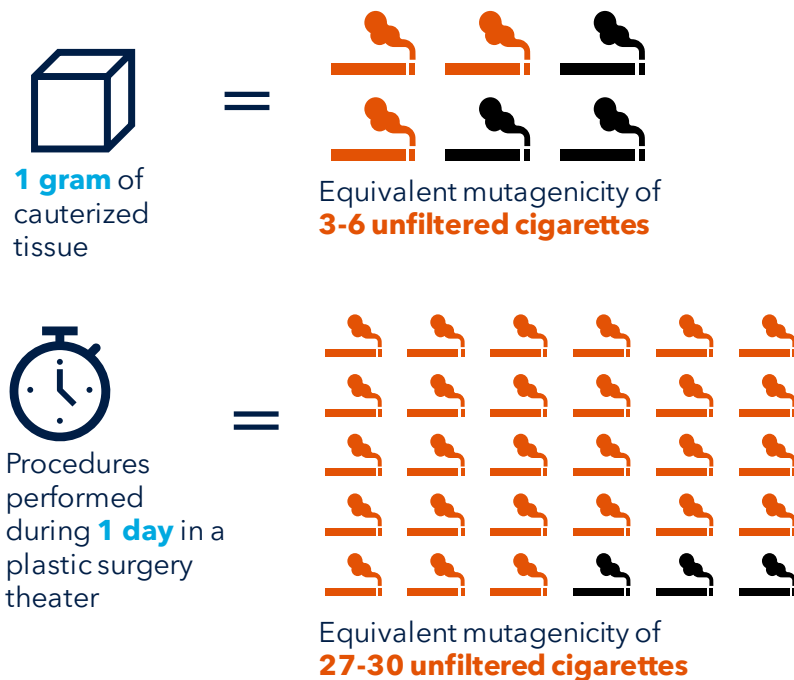 1 gram of
cauterized
tissue
=
Equivalent mutagenicity of
3-6 unfiltered cigarettes
Procedures
performed
during 1 day in a
plastic surgery
theater
=
Equivalent mutagenicity of
27-30 unfiltered cigarettes